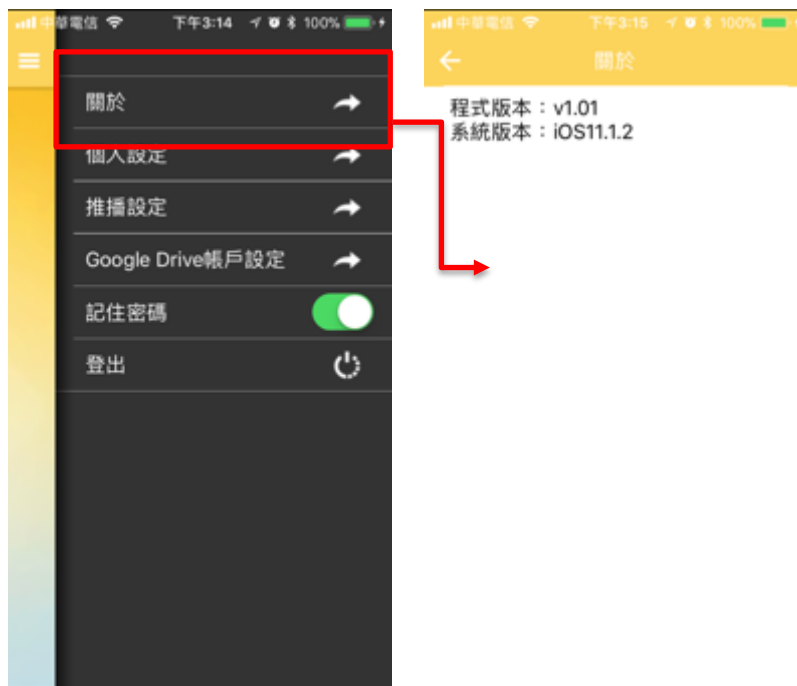 中華電信 下午3:14 100%
關於
個人設定
推播設定
Google Drive帳戶設定
記住密碼
登出
中華電信 下午3:15 100%
關於
程式版本：v1.01
系統版本：iOS11.1.2